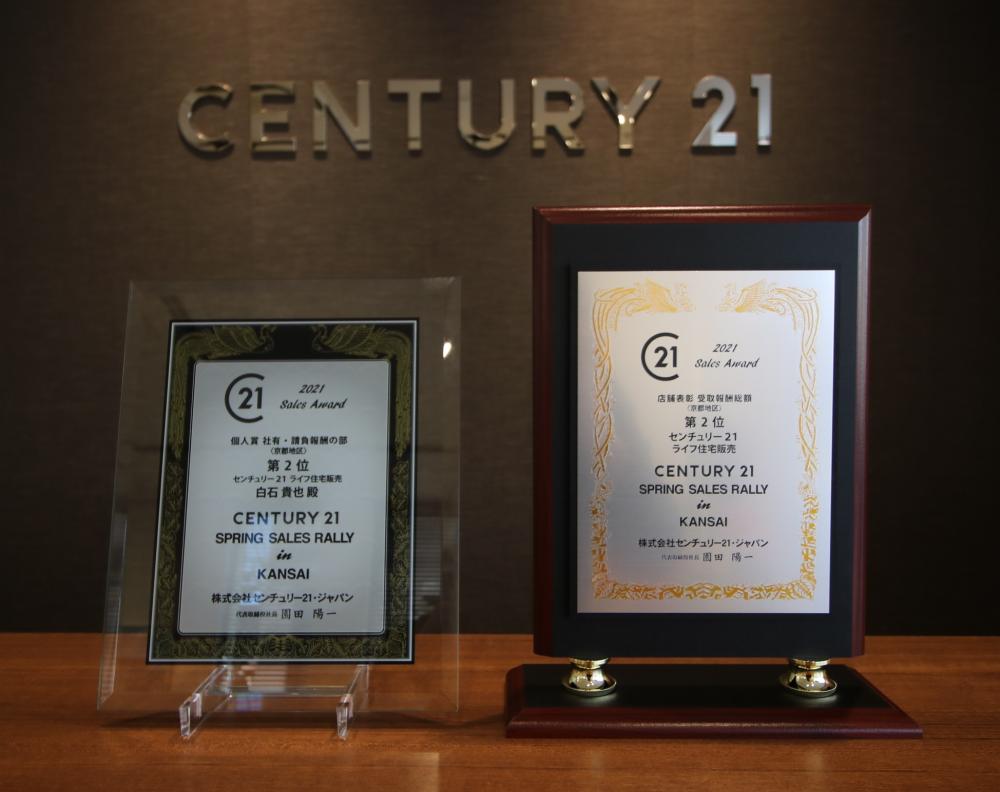 CENTURY 21
C21
2021
Sales Award
個人賞 社有・請負報酬の部
〈京都地区〉
第2位
センチュリー21 ライフ住宅販売
白石 貴也 殿
CENTURY 21
SPRING SALES RALLY
in
KANSAI
株式会社センチュリー21・ジャパン
代表取締役社長 園田 陽一
C21
2021
Sales Award
店舗表彰 受取報酬総額
〈京都地区〉
第2位
センチュリー21
ライフ住宅販売
CENTURY 21
SPRING SALES RALLY
in
KANSAI
株式会社センチュリー21・ジャパン
代表取締役社長 園田 陽一